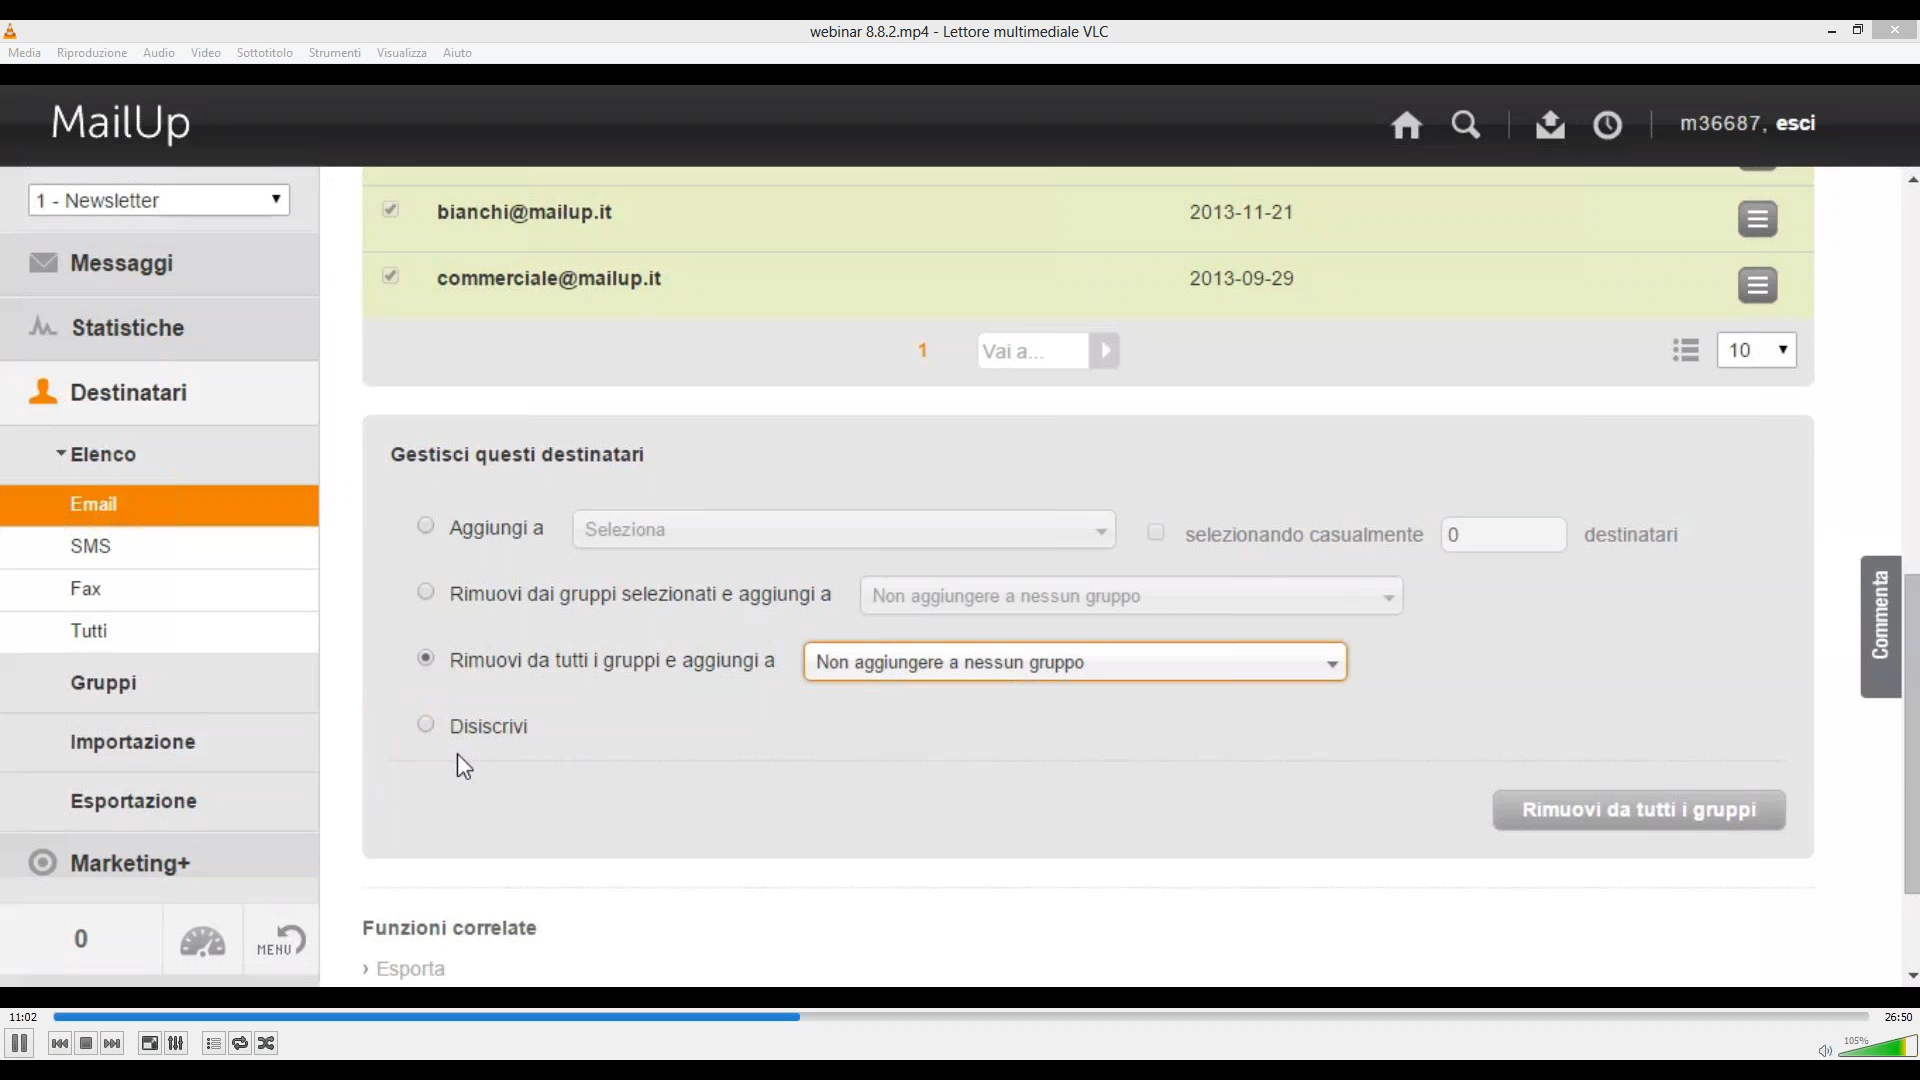 webinar 8.8.2.mp4 - Lettore multimediale VLC
Media Riproduzione Audio Video Sottotitolo Strumenti Visualizza Aiuto
MailUp
m36687, esci
1 - Newsletter
Messaggi
Statistiche
Destinatari
Elenco
Email
SMS
Fax
Tutti
Gruppi
Importazione
Esportazione
Marketing+
0
MENU
bianchi@mailup.it 2013-11-21
commerciale@mailup.it 2013-09-29
1 Vai a... 10
Gestisci questi destinatari
Aggiungi a Seleziona selezionando casualmente 0 destinatari
Rimuovi dai gruppi selezionati e aggiungi a Non aggiungere a nessun gruppo
Rimuovi da tutti i gruppi e aggiungi a Non aggiungere a nessun gruppo
Disiscrivi
Rimuovi da tutti i gruppi
Funzioni correlate
› Esporta
Commenta
11:02 26:50
105%